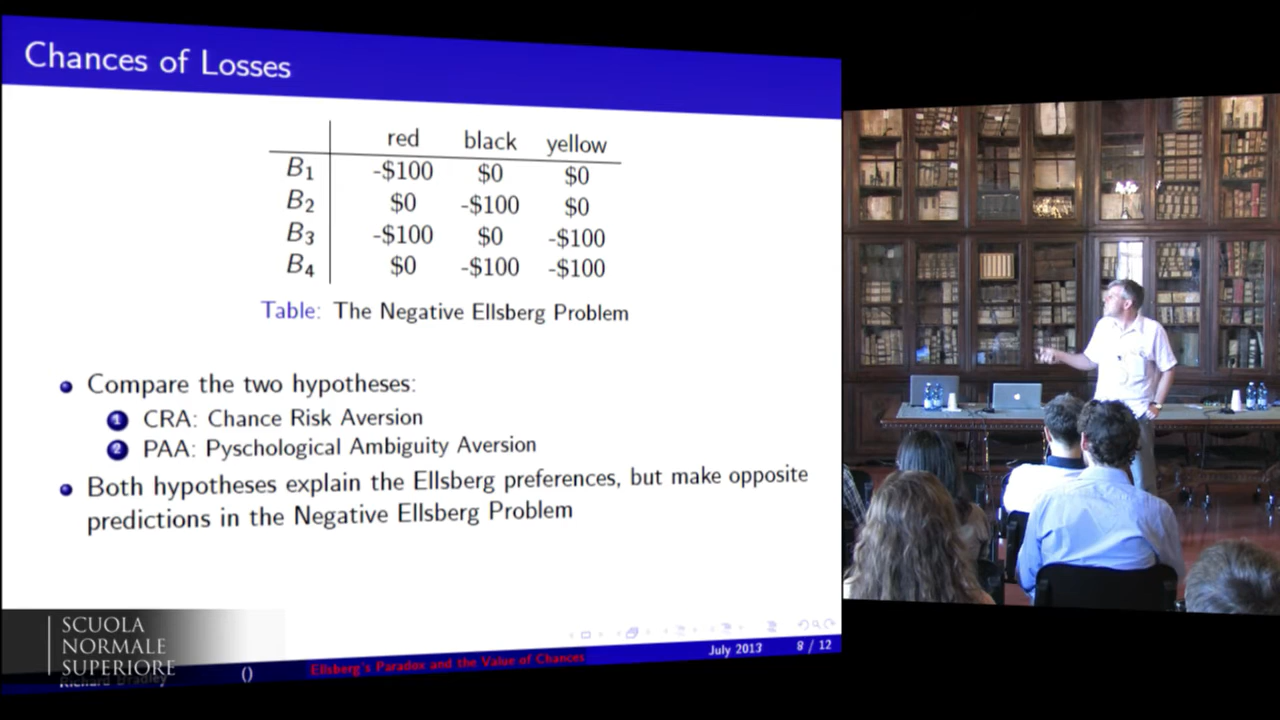 Chances of Losses
red black yellow
B1 -$100 $0 $0
B2 $0 -$100 $0
B3 -$100 $0 -$100
B4 $0 -$100 -$100
Table: The Negative Ellsberg Problem
Compare the two hypotheses:
1 CRA: Chance Risk Aversion
2 PAA: Pyschological Ambiguity Aversion
Both hypotheses explain the Ellsberg preferences, but make opposite
predictions in the Negative Ellsberg Problem
SCUOLA
NORMALE
SUPERIORE
Richard Bradley () Ellsberg's Paradox and the Value of Chances July 2013 8 / 12